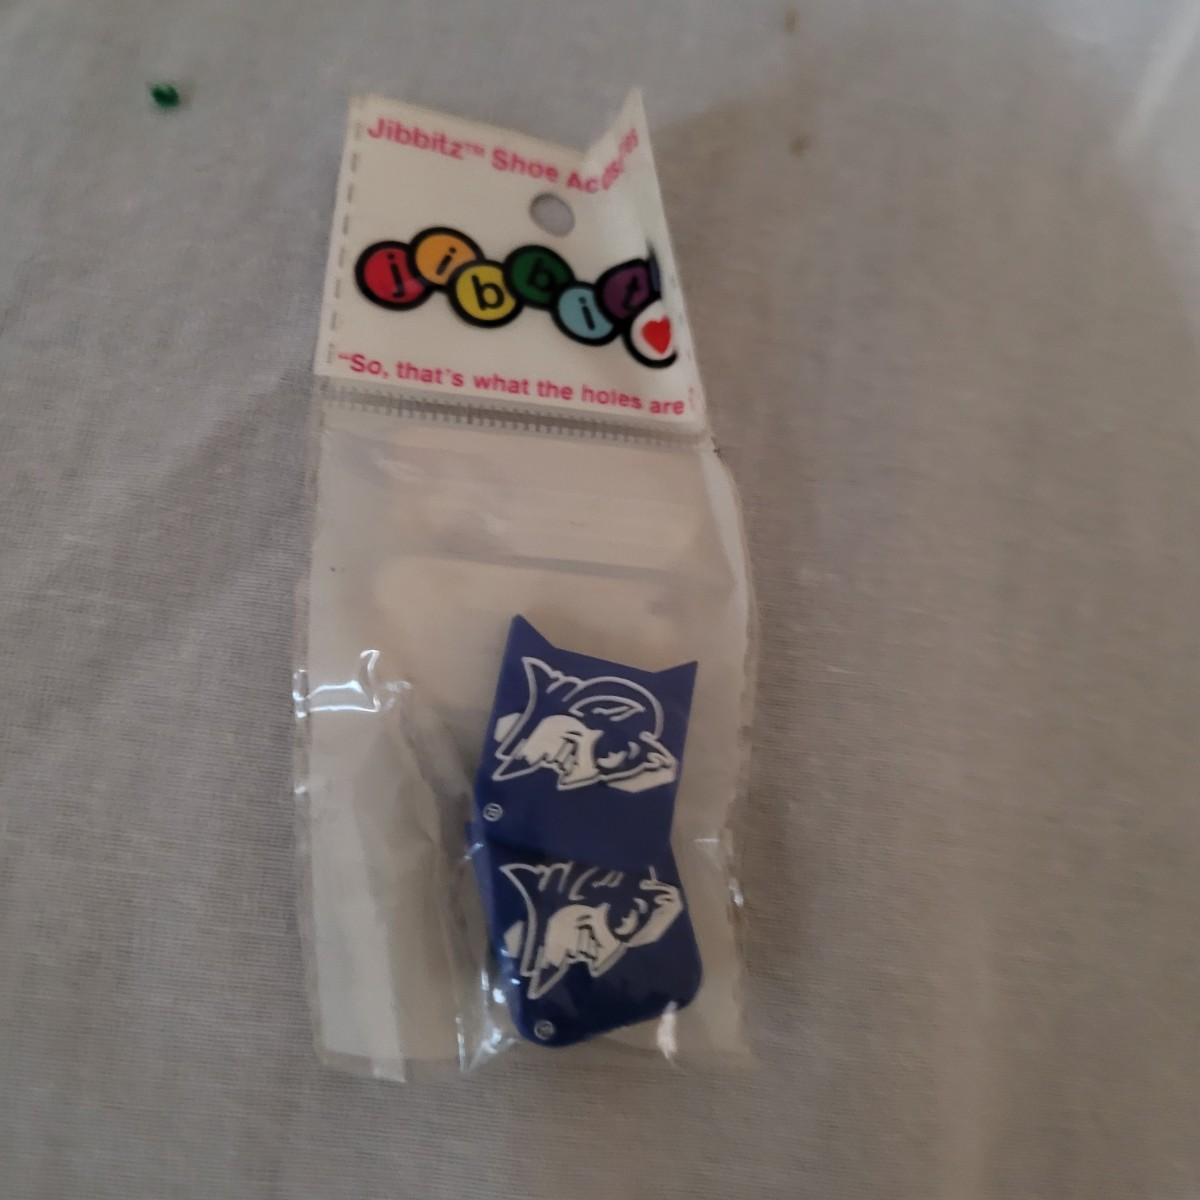 Jibbitz™ Shoe Ac
jibbit
"So, that's what the holes are